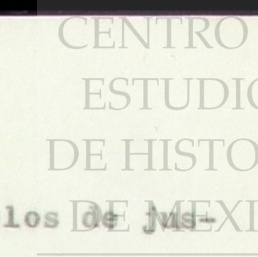 CENTRO
ESTUDIO
DE HISTO
DE MEXI
los de jus-